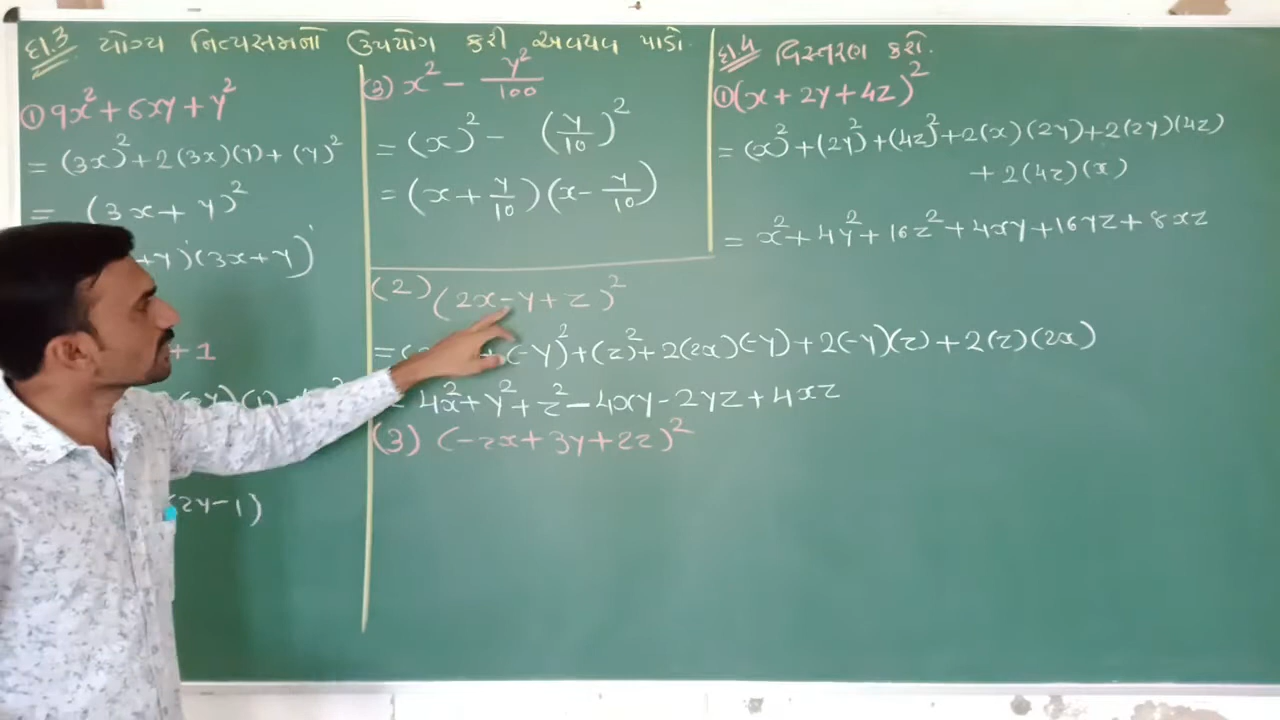 દા.3 યોગ્ય નિત્યસમનો ઉપયોગ કરી અવયવ પાડો.
① 9x² + 6xy + y²
= (3x)² + 2(3x)(y) + (y)²
= (3x + y)²
+y)(3x+y)
+1
2y-1)
(3) x² - y²/100
= (x)² - (y/10)²
= (x + y/10)(x - y/10)
દા.4 વિસ્તરણ કરો.
① (x + 2y + 4z)²
= (x)² + (2y)² + (4z)² + 2(x)(2y) + 2(2y)(4z)
+ 2(4z)(x)
= x² + 4y² + 16z² + 4xy + 16yz + 8xz
(2) (2x - y + z)²
= ( + (-y)² + (z)² + 2(2x)(-y) + 2(-y)(z) + 2(z)(2x)
4x² + y² + z² - 4xy - 2yz + 4xz
(3) (-2x + 3y + 2z)²